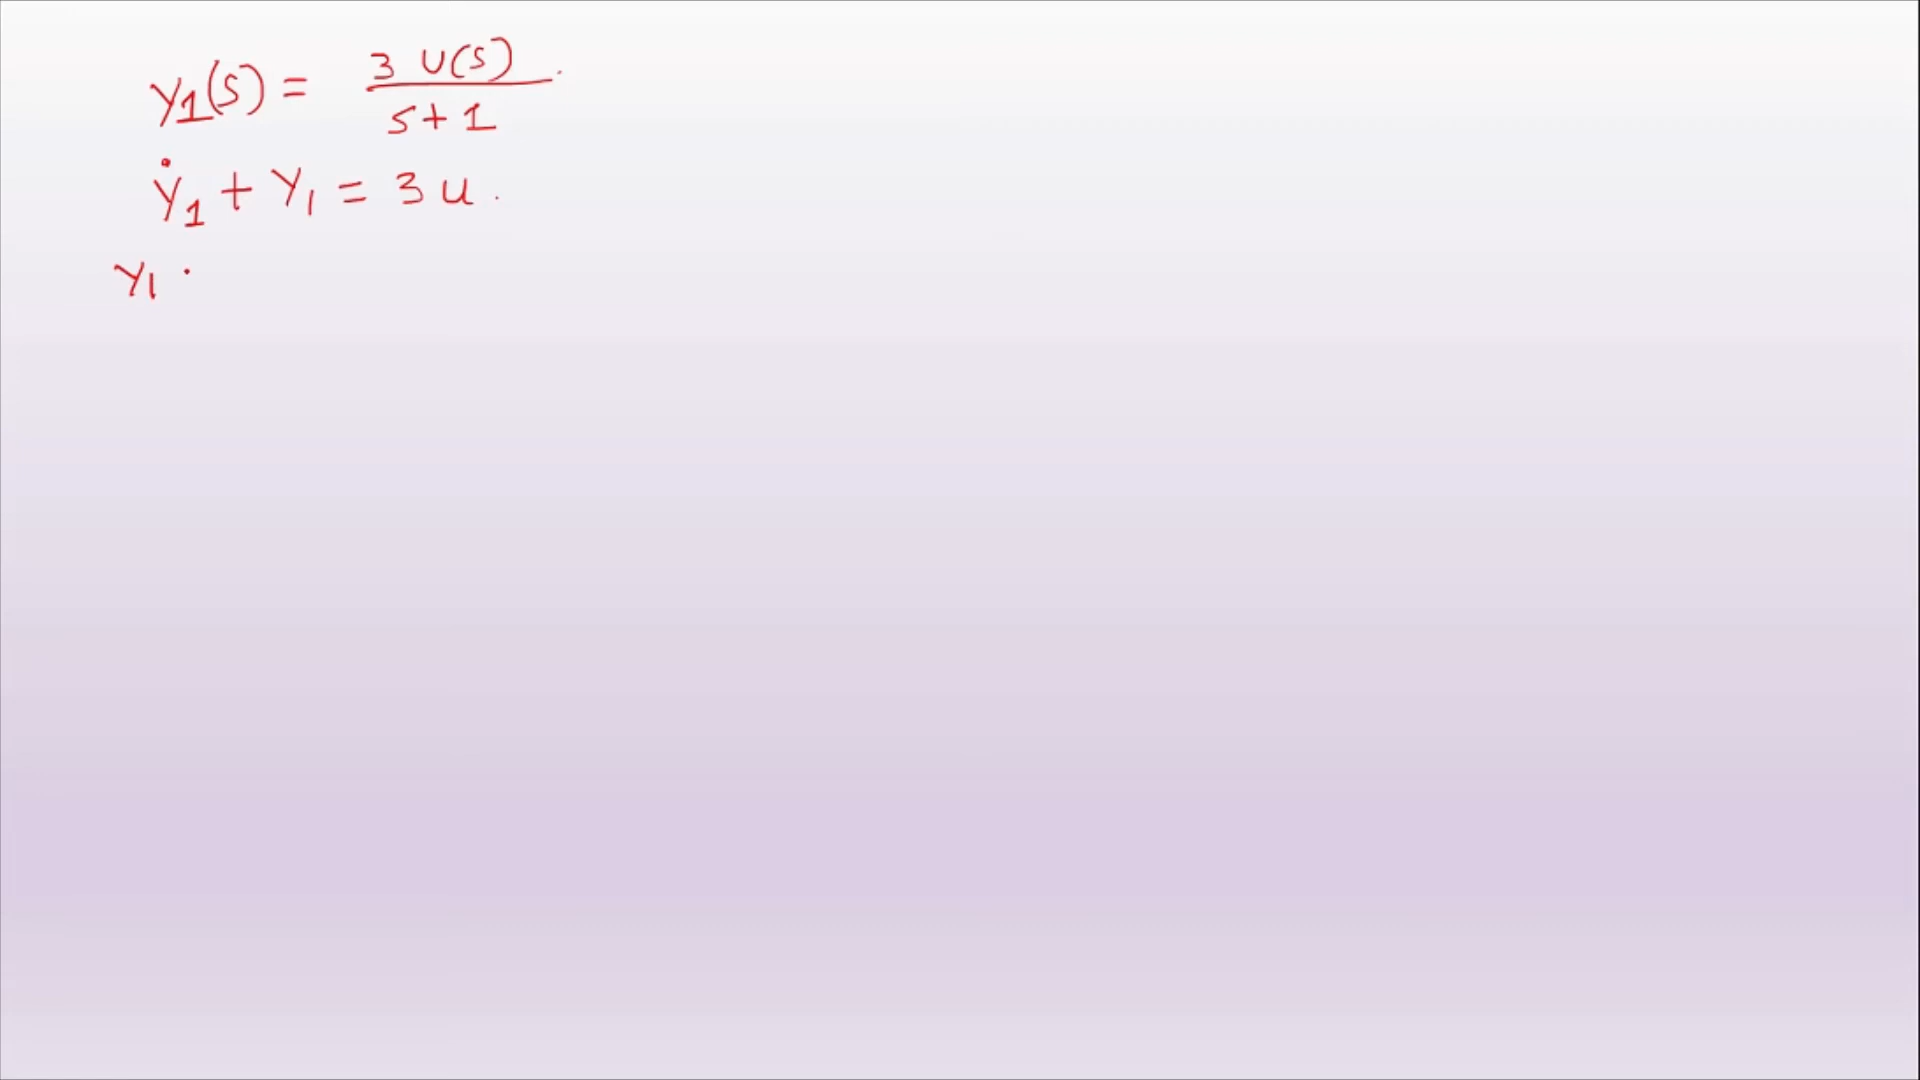 Y1(S) = 3 U(S) / S+1
Ẏ1 + Y1 = 3 u.
Y1 ·